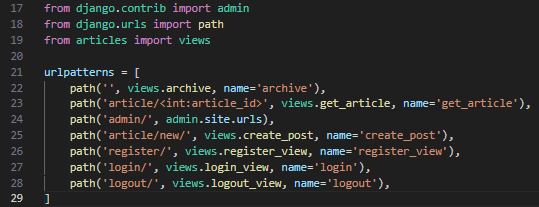 17 from django.contrib import admin
18 from django.urls import path
19 from articles import views
20
21 urlpatterns = [
22 path('', views.archive, name='archive'),
23 path('article/<int:article_id>', views.get_article, name='get_article'),
24 path('admin/', admin.site.urls),
25 path('article/new/', views.create_post, name='create_post'),
26 path('register/', views.register_view, name='register_view'),
27 path('login/', views.login_view, name='login'),
28 path('logout/', views.logout_view, name='logout'),
29 ]